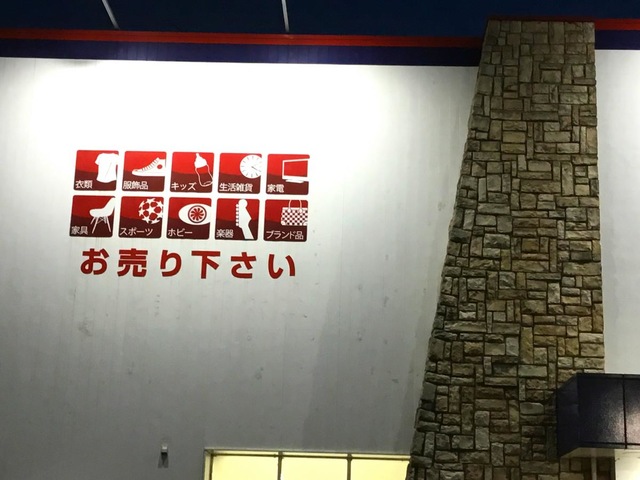 衣類 服飾品 キッズ 生活雑貨 家電
家具 スポーツ ホビー 楽器 ブランド品
お売り下さい